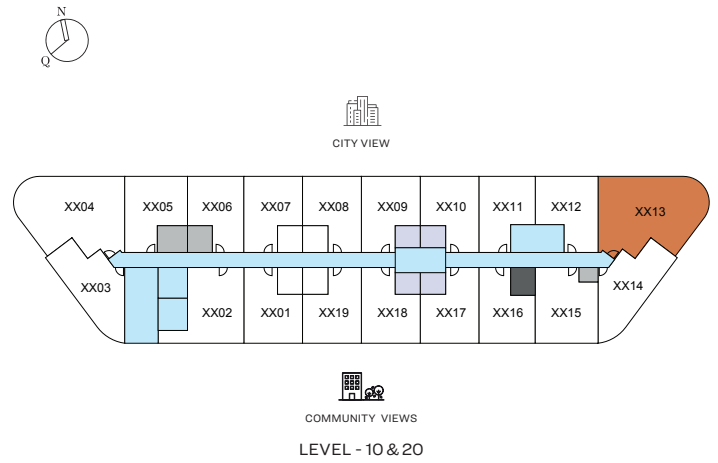 N
Q
CITY VIEW
XX04
XX05
XX06
XX07
XX08
XX09
XX10
XX11
XX12
XX13
XX03
XX02
XX01
XX19
XX18
XX17
XX16
XX15
XX14
COMMUNITY VIEWS
LEVEL - 10 & 20